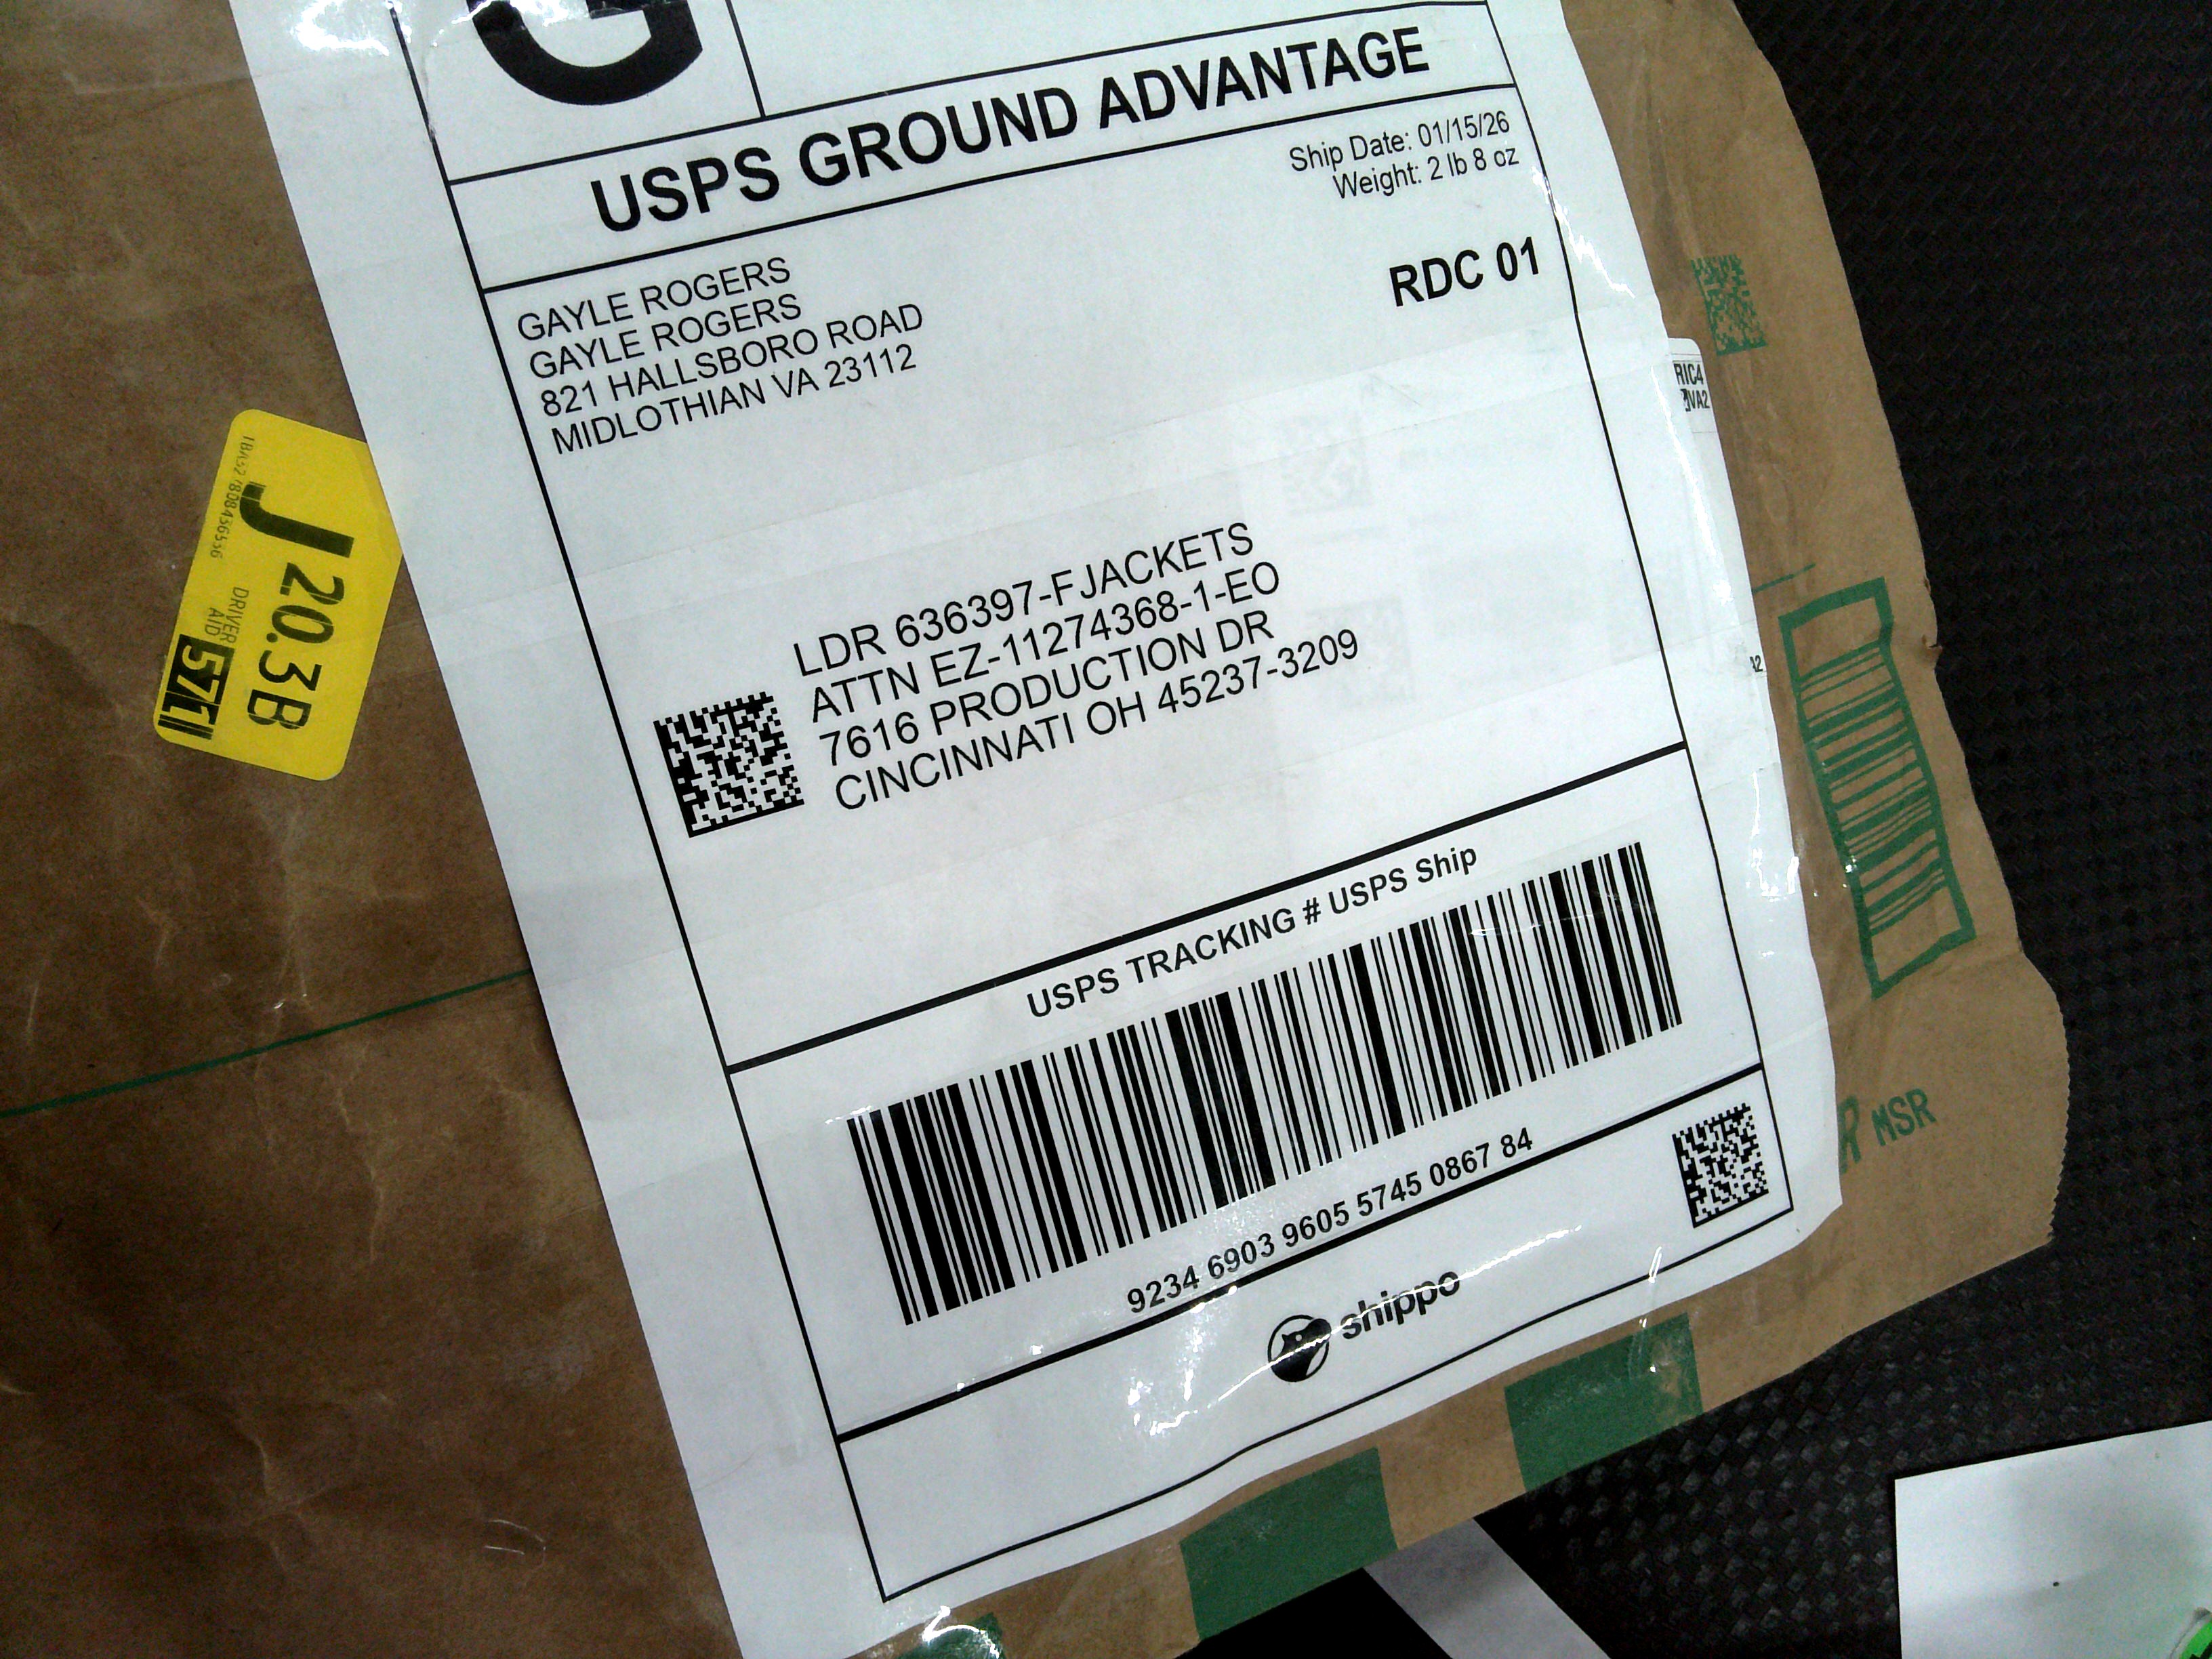 G
USPS GROUND ADVANTAGE
Ship Date: 01/15/26
Weight: 2 lb 8 oz
RDC 01
GAYLE ROGERS
GAYLE ROGERS
821 HALLSBORO ROAD
MIDLOTHIAN VA 23112
LDR 636397-FJACKETS
ATTN EZ-11274368-1-EO
7616 PRODUCTION DR
CINCINNATI OH 45237-3209
USPS TRACKING # USPS Ship
9234 6903 9605 5745 0867 84
shippo
J 20.3B
DRIVER
AID
RIC4
MSR